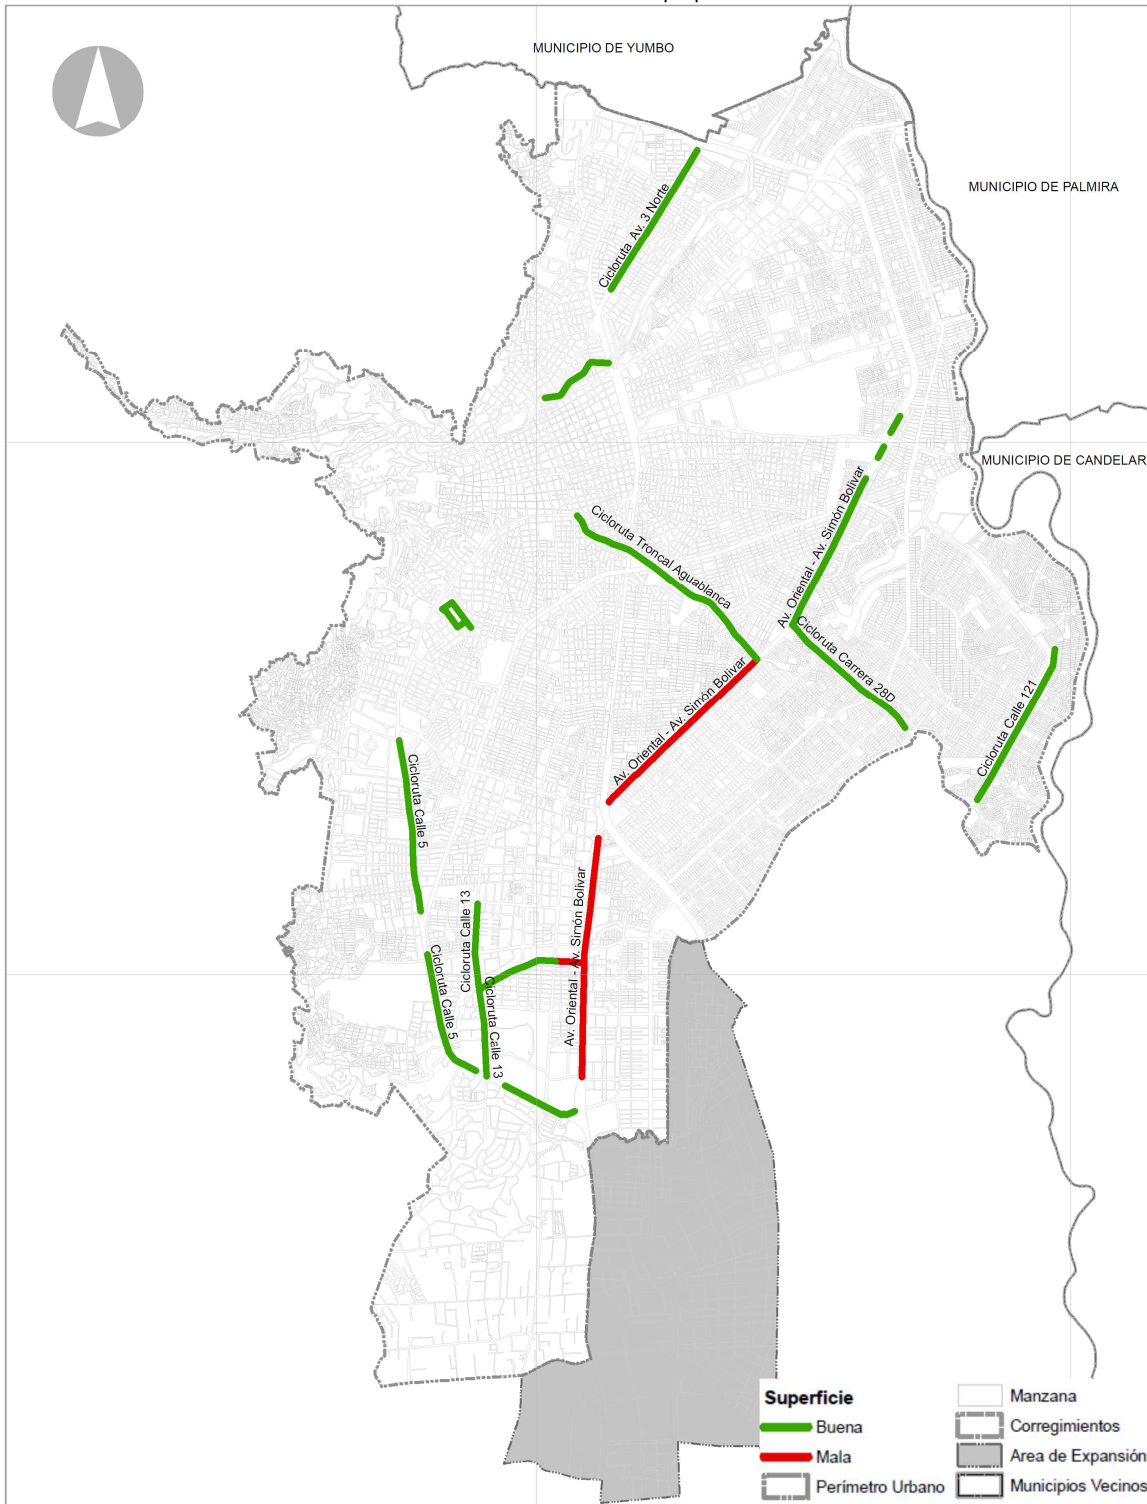 MUNICIPIO DE YUMBO
MUNICIPIO DE PALMIRA
Cicloruta Av. 3 Norte
MUNICIPIO DE CANDELAR
Av. Oriental - Av. Simón Bolivar
Cicloruta Troncal Aguablanca
Cicloruta Carrera 28D
Av. Oriental - Av. Simón Bolivar
Cicloruta Calle 121
Cicloruta Calle 5
Cicloruta Calle 13
Av. Oriental - Av. Simón Bolivar
Cicloruta Calle 5
Cicloruta Calle 13
Superficie
Buena
Mala
Perímetro Urbano
Manzana
Corregimientos
Area de Expansión
Municipios Vecinos